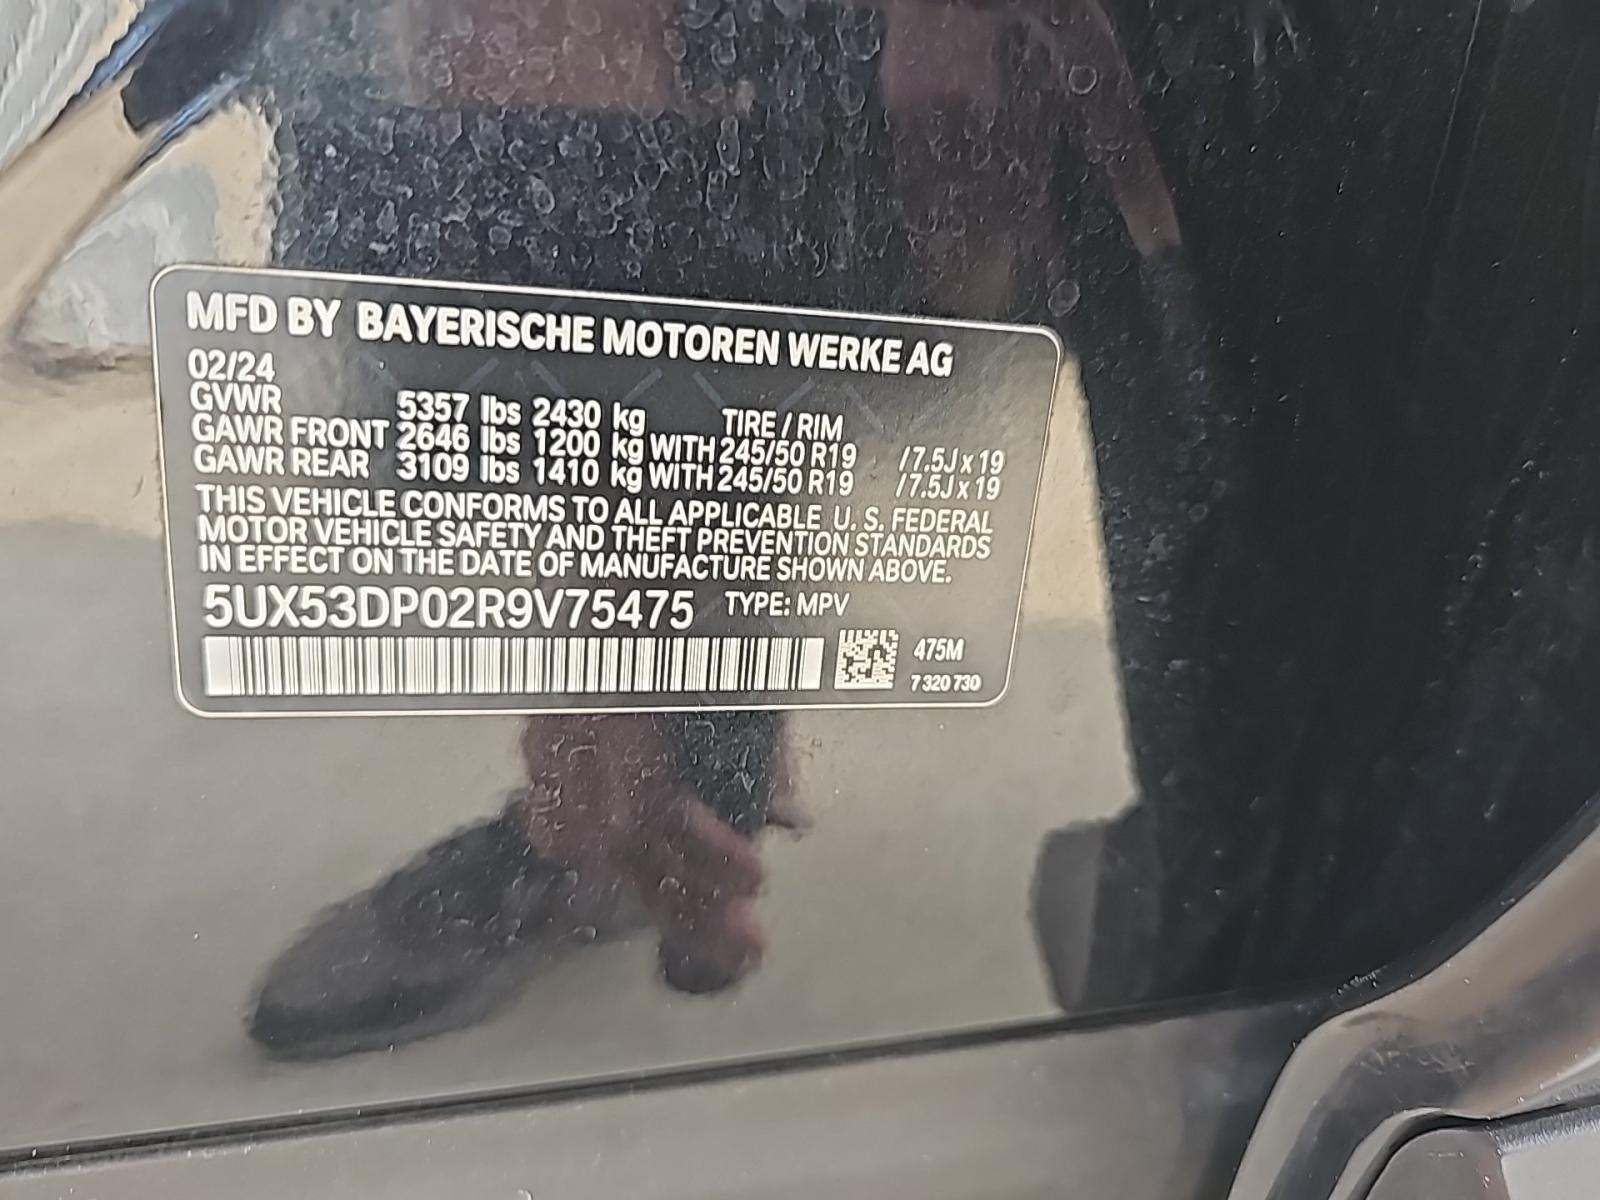 MFD BY BAYERISCHE MOTOREN WERKE AG
02/24
GVWR 5357 lbs 2430 kg TIRE / RIM
GAWR FRONT 2646 lbs 1200 kg WITH 245/50 R19 / 7.5J x 19
GAWR REAR 3109 lbs 1410 kg WITH 245/50 R19 / 7.5J x 19
THIS VEHICLE CONFORMS TO ALL APPLICABLE U. S. FEDERAL
MOTOR VEHICLE SAFETY AND THEFT PREVENTION STANDARDS
IN EFFECT ON THE DATE OF MANUFACTURE SHOWN ABOVE.
5UX53DP02R9V75475 TYPE: MPV
475M
7 320 730